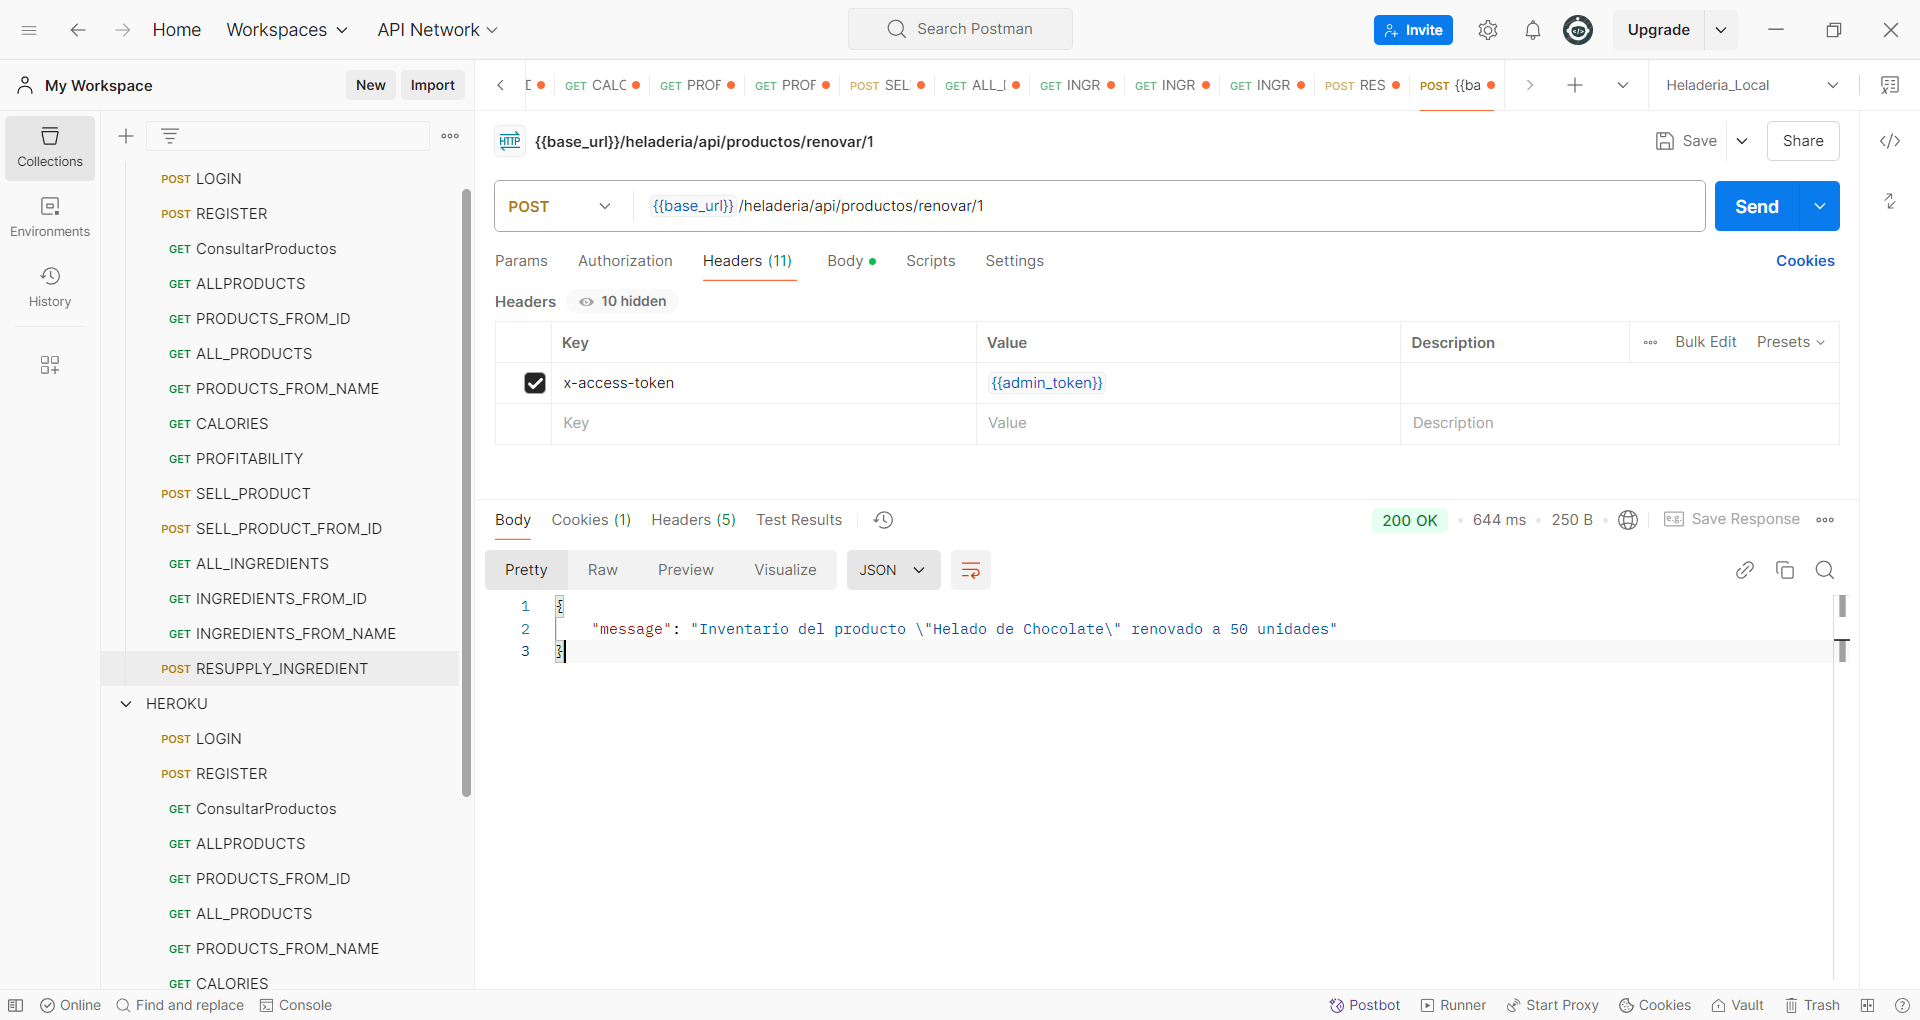 Home
Workspaces
API Network
Search Postman
Invite
Upgrade
My Workspace
New
Import
GET CALC
GET PROF
GET PROF
POST SEL
GET ALL_
GET INGR
GET INGR
GET INGR
POST RES
POST {{ba
Heladeria_Local
Collections
Environments
History
POST LOGIN
POST REGISTER
GET ConsultarProductos
GET ALLPRODUCTS
GET PRODUCTS_FROM_ID
GET ALL_PRODUCTS
GET PRODUCTS_FROM_NAME
GET CALORIES
GET PROFITABILITY
POST SELL_PRODUCT
POST SELL_PRODUCT_FROM_ID
GET ALL_INGREDIENTS
GET INGREDIENTS_FROM_ID
GET INGREDIENTS_FROM_NAME
POST RESUPPLY_INGREDIENT
HEROKU
POST LOGIN
POST REGISTER
GET ConsultarProductos
GET ALLPRODUCTS
GET PRODUCTS_FROM_ID
GET ALL_PRODUCTS
GET PRODUCTS_FROM_NAME
GET CALORIES
HTTP {{base_url}}/heladeria/api/productos/renovar/1
Save
Share
POST {{base_url}} /heladeria/api/productos/renovar/1
Send
Params Authorization Headers (11) Body Scripts Settings Cookies
Headers 10 hidden
Key Value Description Bulk Edit Presets
x-access-token {{admin_token}}
Key Value Description
Body Cookies (1) Headers (5) Test Results 200 OK 644 ms 250 B e.g. Save Response
Pretty Raw Preview Visualize JSON
1 {
2 "message": "Inventario del producto \"Helado de Chocolate\" renovado a 50 unidades"
3 }
Online Find and replace Console Postbot Runner Start Proxy Cookies Vault Trash